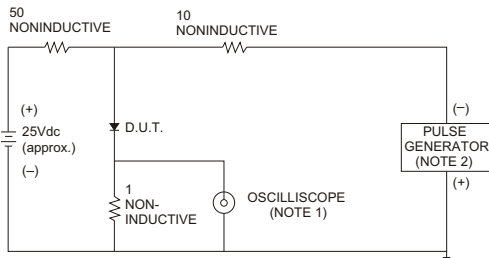 50
NONINDUCTIVE
10
NONINDUCTIVE
(+)
25Vdc
(approx.)
(–)
D.U.T.
1
NON-
INDUCTIVE
OSCILLISCOPE
(NOTE 1)
(–)
PULSE
GENERATOR
(NOTE 2)
(+)